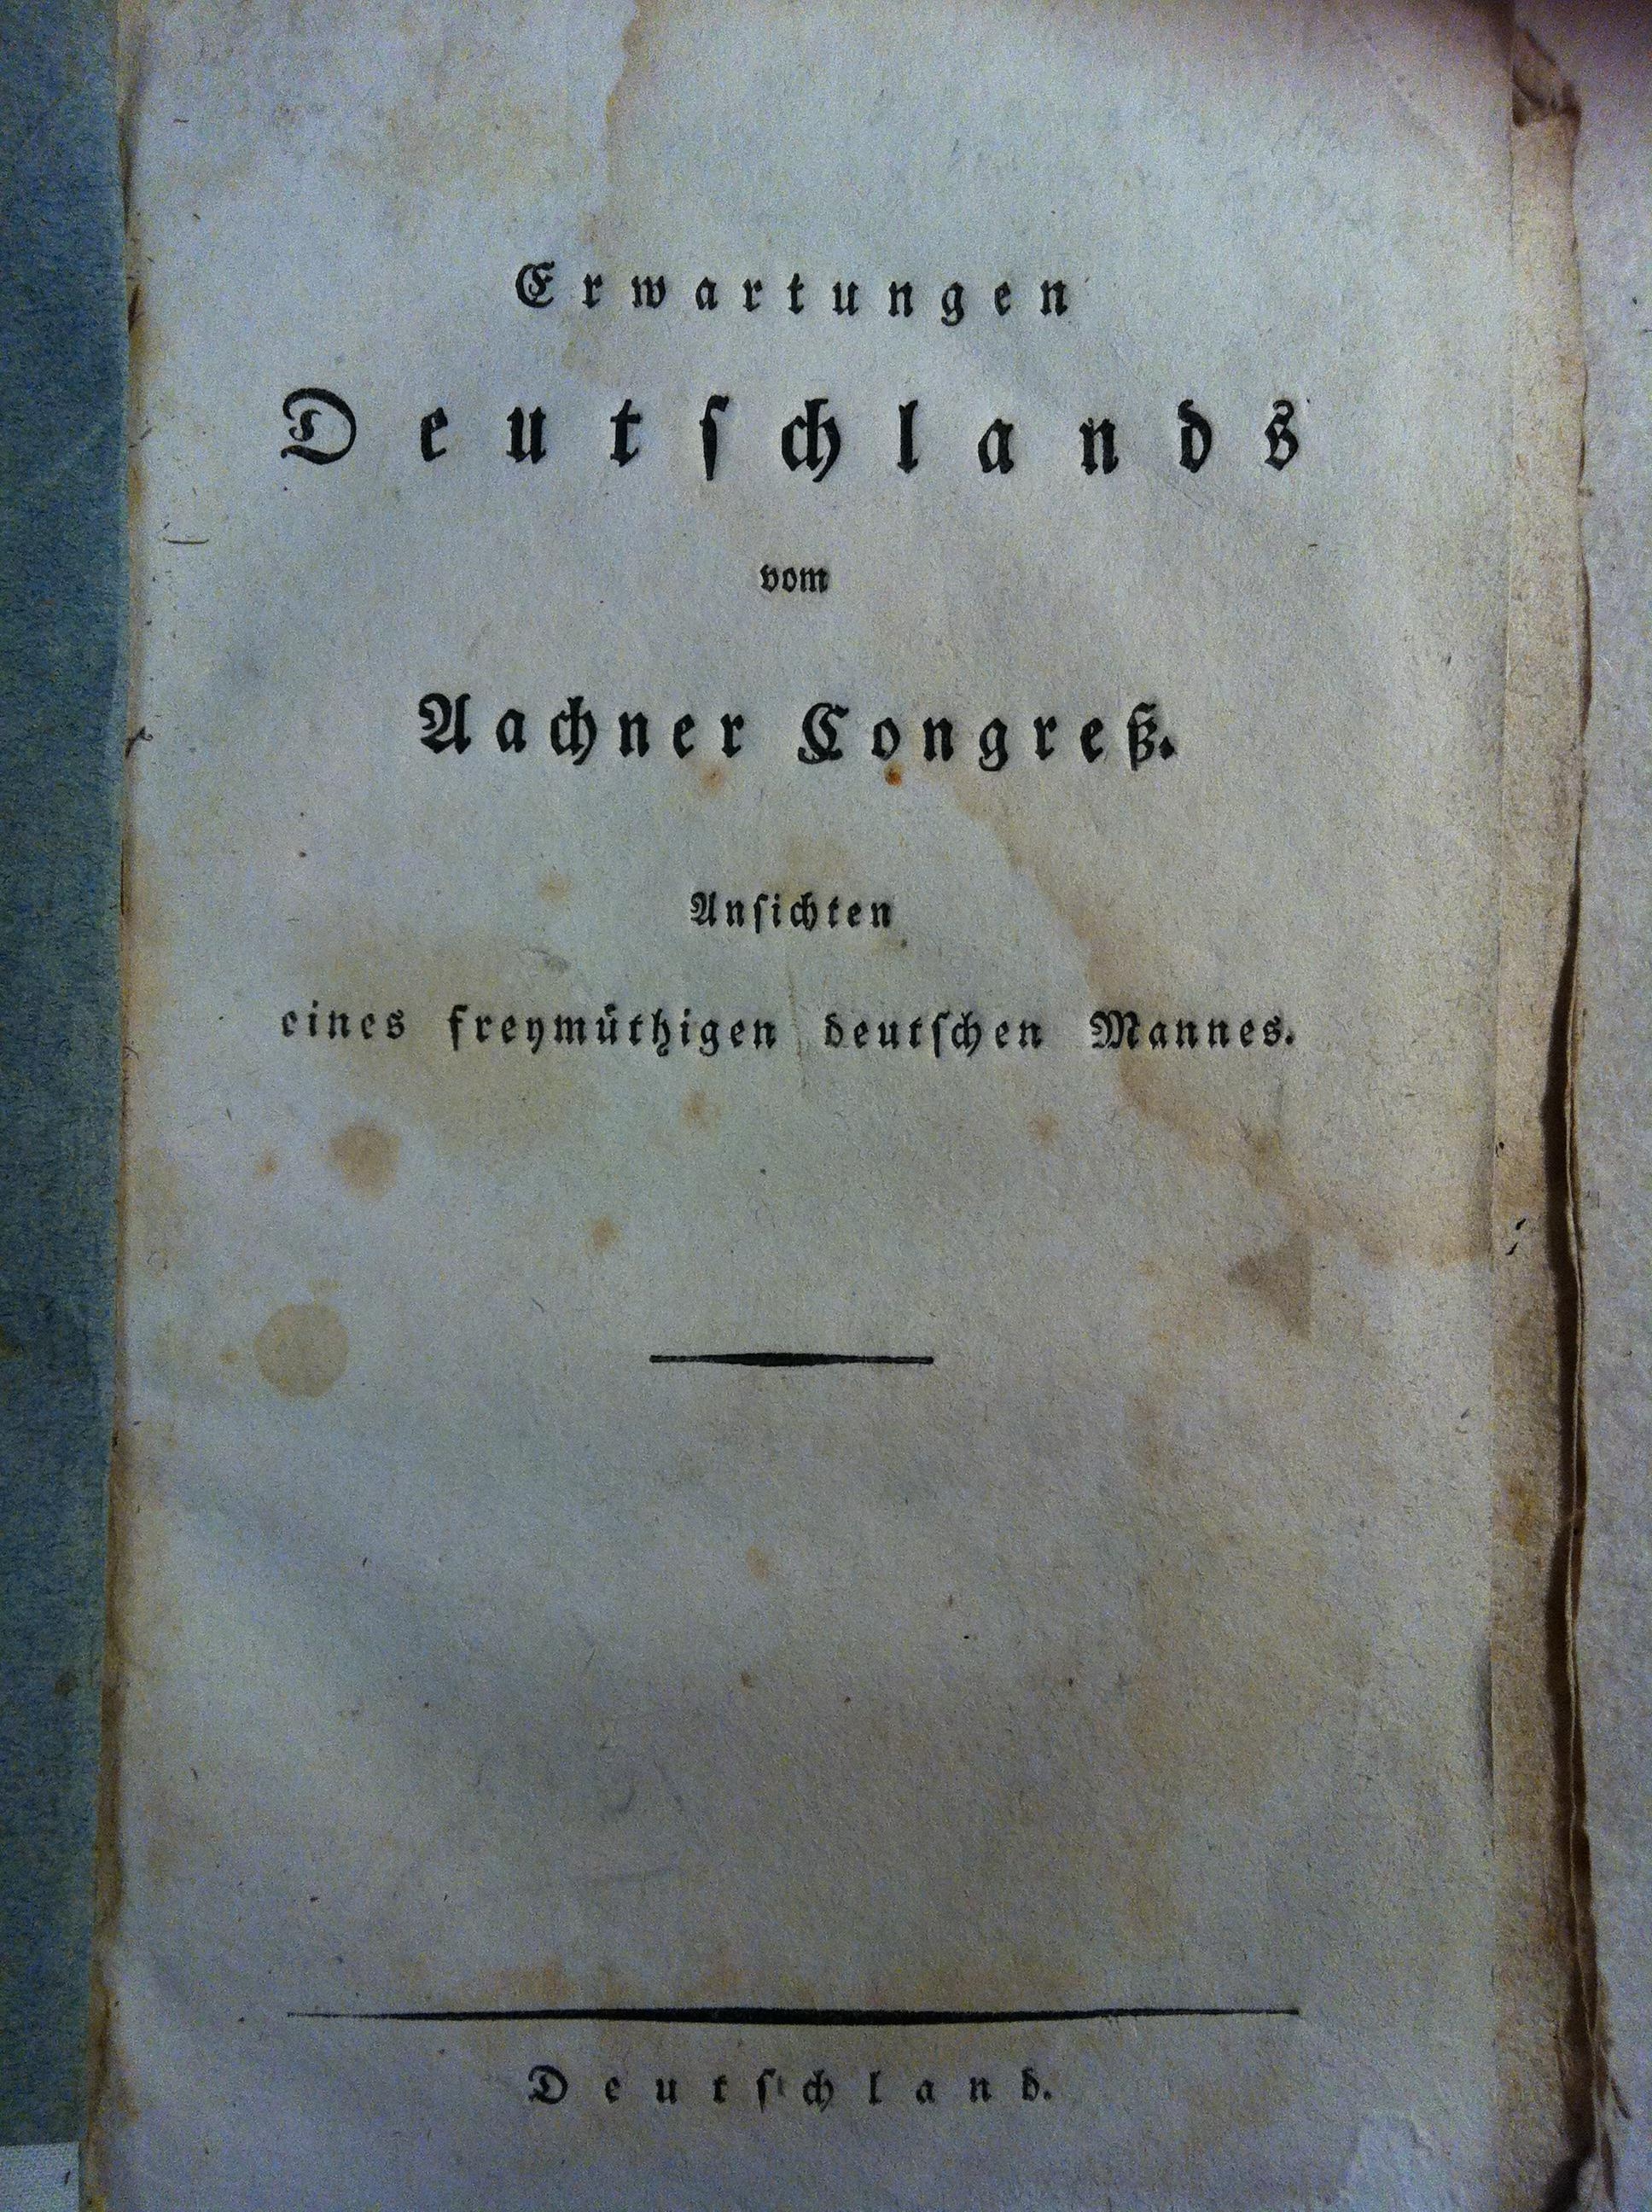 Erwartungen
Deutſchlands
vom
Aachner Congreß.
Anſichten
eines freymüthigen deutſchen Mannes.
Deutſchland.